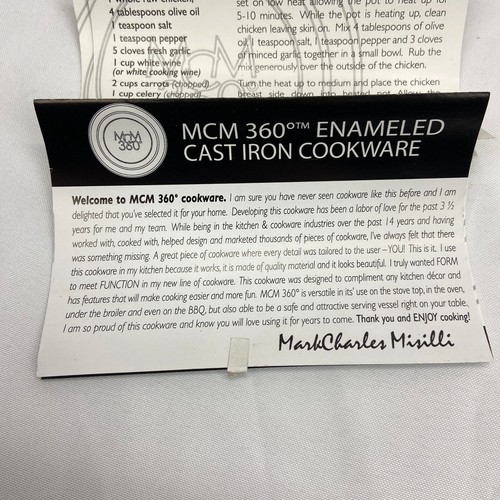 4 tablespoons olive oil
1 teaspoon salt
1 teaspoon pepper
5 cloves fresh garlic
1 cup white wine
(or white cooking wine)
2 cups carrots (chopped)
1 cup celery (chopped)
set on low heat allowing the pot to heat up for
5-10 minutes. While the pot is heating up, clean
chicken leaving skin on. Mix 4 tablespoons of olive
oil 1 teaspoon salt, 1 teaspoon pepper and 3 cloves
of minced garlic together in a small bowl. Rub the
mix generously over the outside of the chicken.
Turn the heat up to medium and place the chicken
breast side down into heated pot. Allow the
MCM
MCM
360°
MCM 360°™ ENAMELED
CAST IRON COOKWARE
Welcome to MCM 360° cookware. I am sure you have never seen cookware like this before and I am
delighted that you've selected it for your home. Developing this cookware has been a labor of love for the past 3 ½
years for me and my team. While being in the kitchen & cookware industries over the past 14 years and having
worked with, cooked with, helped design and marketed thousands of pieces of cookware, I've always felt that there
was something missing. A great piece of cookware where every detail was tailored to the user –YOU! This is it. I use
this cookware in my kitchen because it works, it is made of quality material and it looks beautiful. I truly wanted FORM
to meet FUNCTION in my new line of cookware. This cookware was designed to compliment any kitchen décor and
has features that will make cooking easier and more fun. MCM 360° is versatile in its' use on the stove top, in the oven,
under the broiler and even on the BBQ, but also able to be a safe and attractive serving vessel right on your table.
I am so proud of this cookware and know you will love using it for years to come. Thank you and ENJOY cooking!
MarkCharles Misilli